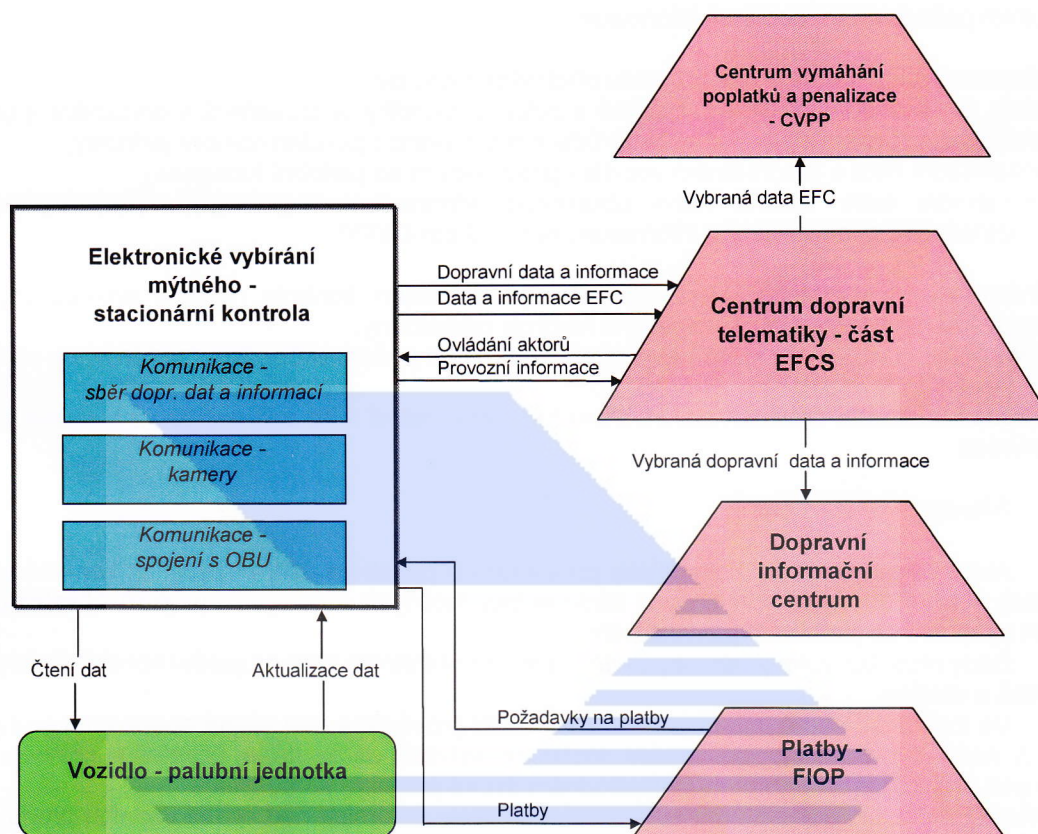 Centrum vymáhání
poplatků a penalizace
- CVPP
Vybraná data EFC
Elektronické vybírání
mýtného -
stacionární kontrola
Komunikace -
sběr dopr. dat a informací
Komunikace -
kamery
Komunikace -
spojení s OBU
Dopravní data a informace
Data a informace EFC
Ovládání aktorů
Provozní informace
Centrum dopravní
telematiky - část
EFCS
Vybraná dopravní data a informace
Dopravní
informační
centrum
Čtení dat
Aktualizace dat
Požadavky na platby
Vozidlo - palubní jednotka
Platby -
FIOP
Platby